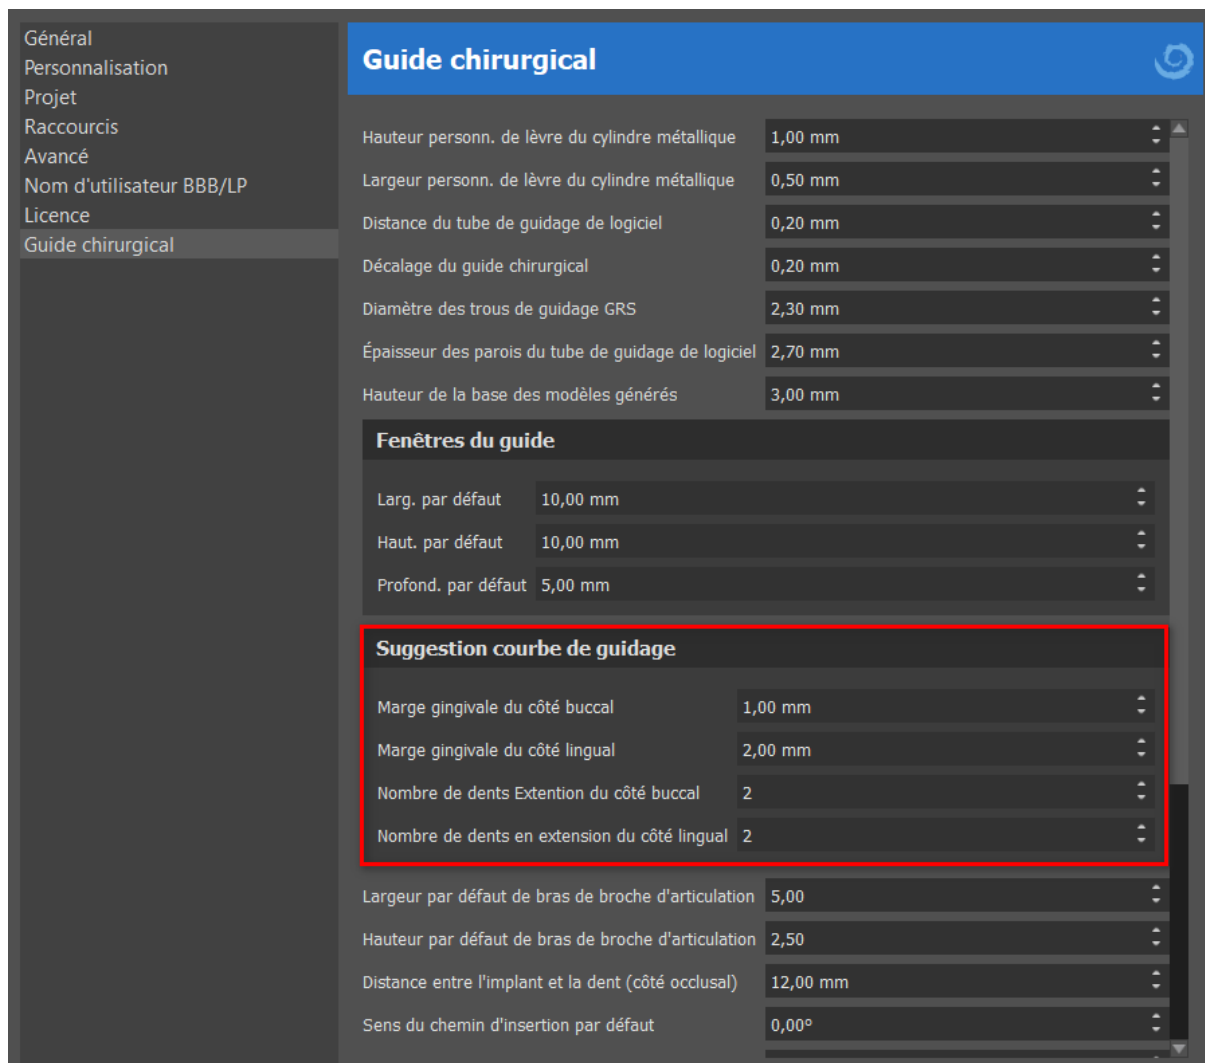 Général
Personnalisation
Projet
Raccourcis
Avancé
Nom d'utilisateur BBB/LP
Licence
Guide chirurgical
Guide chirurgical
Hauteur personn. de lèvre du cylindre métallique 1,00 mm
Largeur personn. de lèvre du cylindre métallique 0,50 mm
Distance du tube de guidage de logiciel 0,20 mm
Décalage du guide chirurgical 0,20 mm
Diamètre des trous de guidage GRS 2,30 mm
Épaisseur des parois du tube de guidage de logiciel 2,70 mm
Hauteur de la base des modèles générés 3,00 mm
Fenêtres du guide
Larg. par défaut 10,00 mm
Haut. par défaut 10,00 mm
Profond. par défaut 5,00 mm
Suggestion courbe de guidage
Marge gingivale du côté buccal 1,00 mm
Marge gingivale du côté lingual 2,00 mm
Nombre de dents Extention du côté buccal 2
Nombre de dents en extension du côté lingual 2
Largeur par défaut de bras de broche d'articulation 5,00
Hauteur par défaut de bras de broche d'articulation 2,50
Distance entre l'implant et la dent (côté occlusal) 12,00 mm
Sens du chemin d'insertion par défaut 0,00º